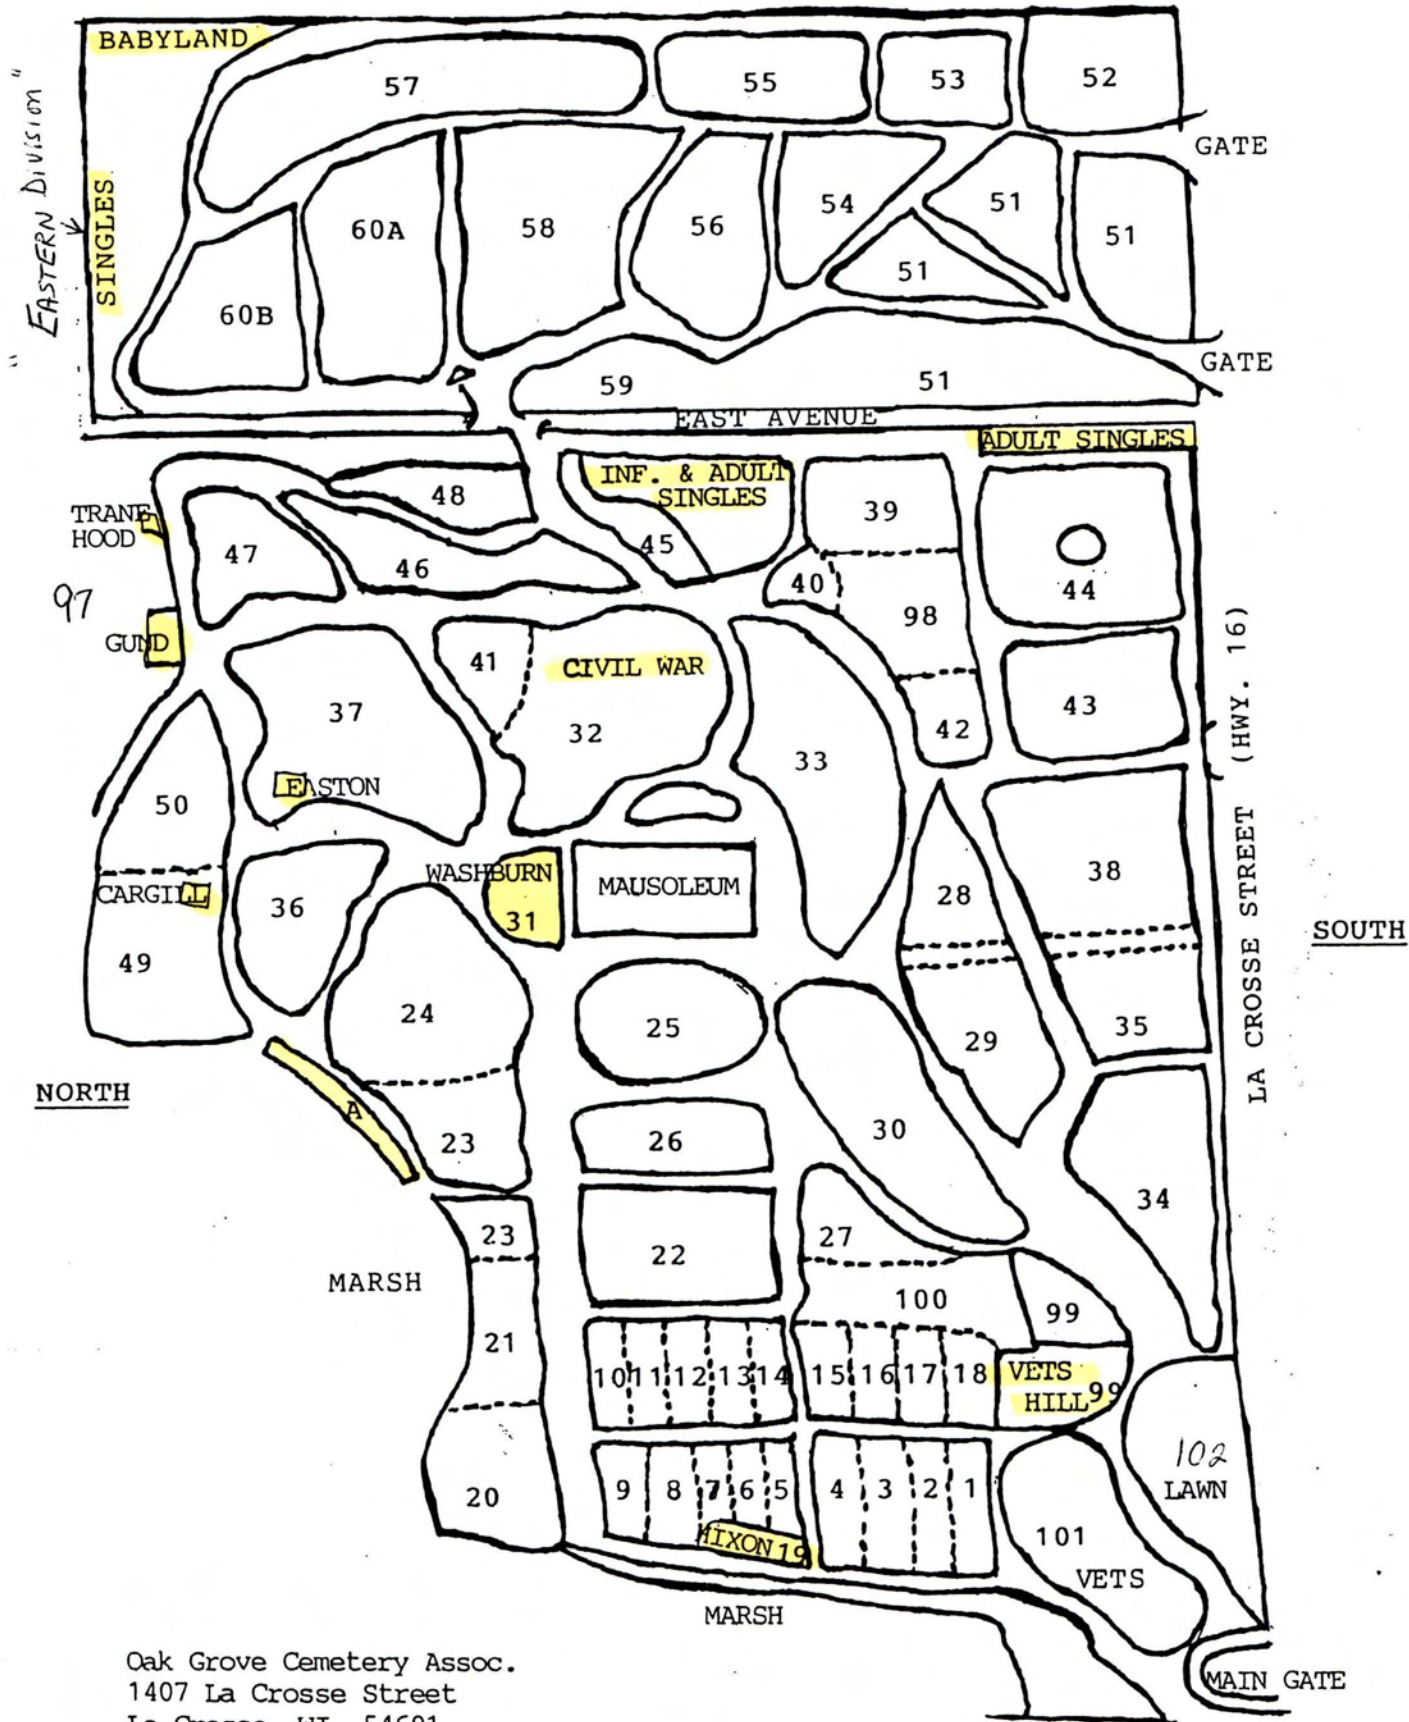 BABYLAND
57
55
53
52
GATE
"EASTERN DIVISION"
SINGLES
60A
58
56
54
51
51
51
60B
GATE
59
51
EAST AVENUE
ADULT SINGLES
INF. & ADULT
SINGLES
48
39
TRANE
HOOD
47
46
45
40
44
97
98
GUND
41
CIVIL WAR
37
32
42
43
33
LA CROSSE STREET (HWY. 16)
EASTON
50
38
WASHBURN
MAUSOLEUM
CARGILL
36
31
28
SOUTH
49
24
25
29
35
NORTH
A
23
26
30
34
23
27
22
MARSH
100
99
21
10 11 12 13 14 15 16 17 18
VETS
HILL 99
102
LAWN
20
9 8 7 6 5 4 3 2 1
HIXON 19
101
VETS
MARSH
MAIN GATE
Oak Grove Cemetery Assoc.
1407 La Crosse Street
La Crosse, WI 54601